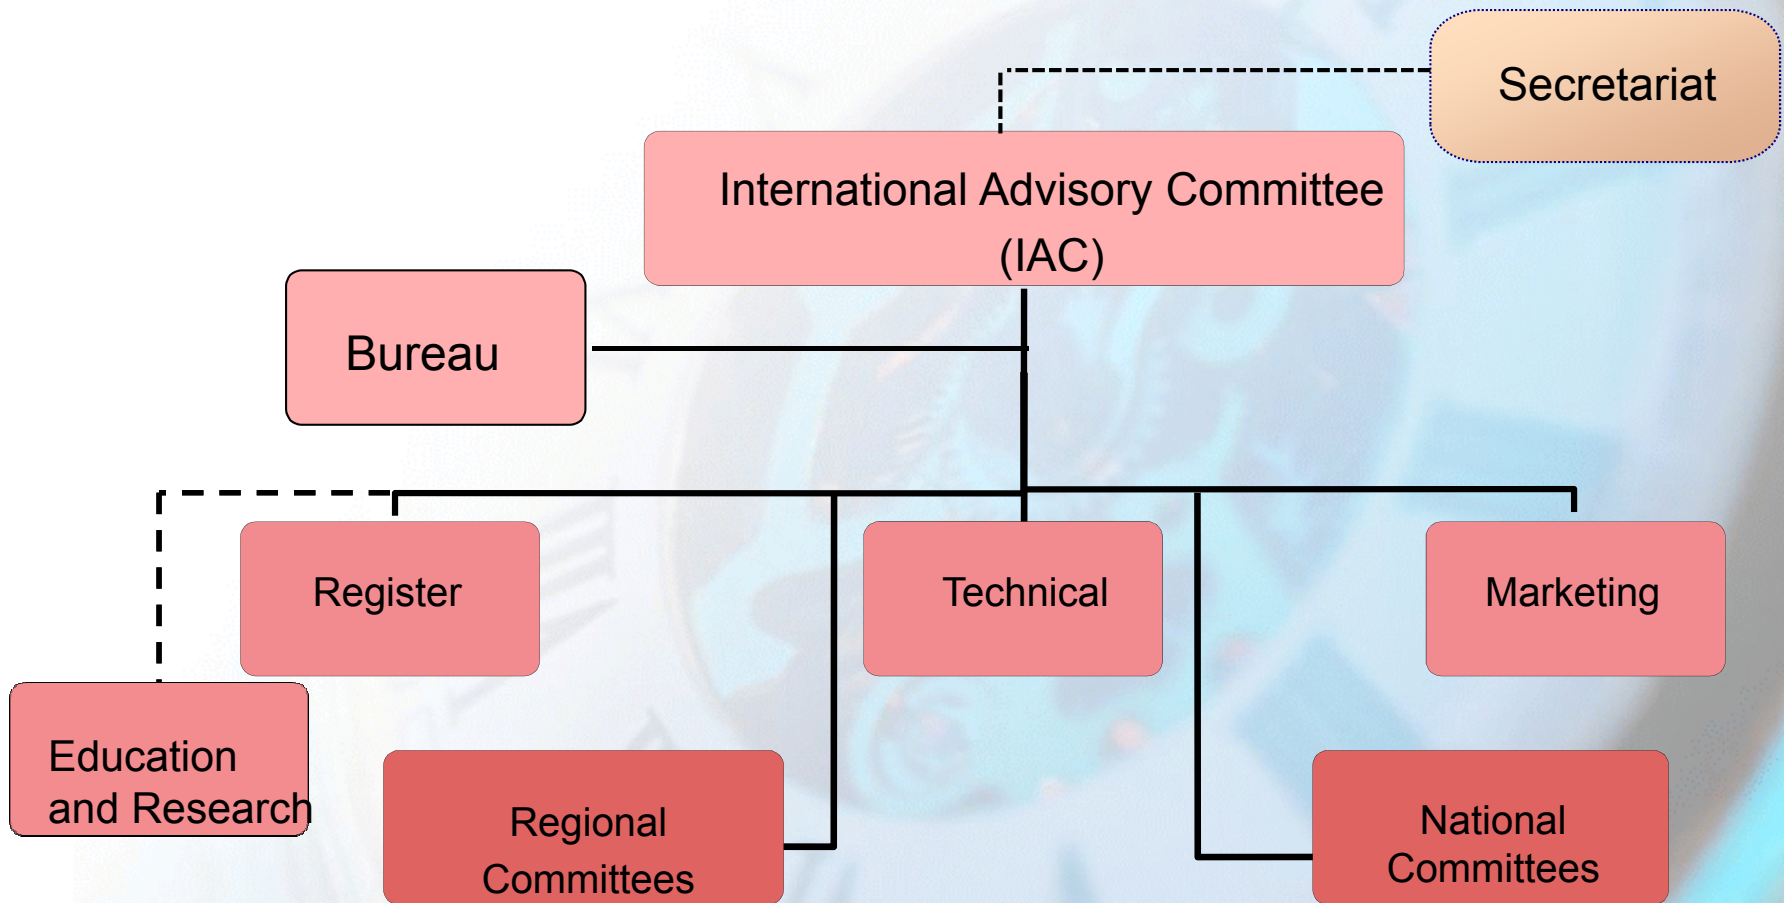 Secretariat
International Advisory Committee
(IAC)
Bureau
Register
Technical
Marketing
Education
and Research
Regional
Committees
National
Committees